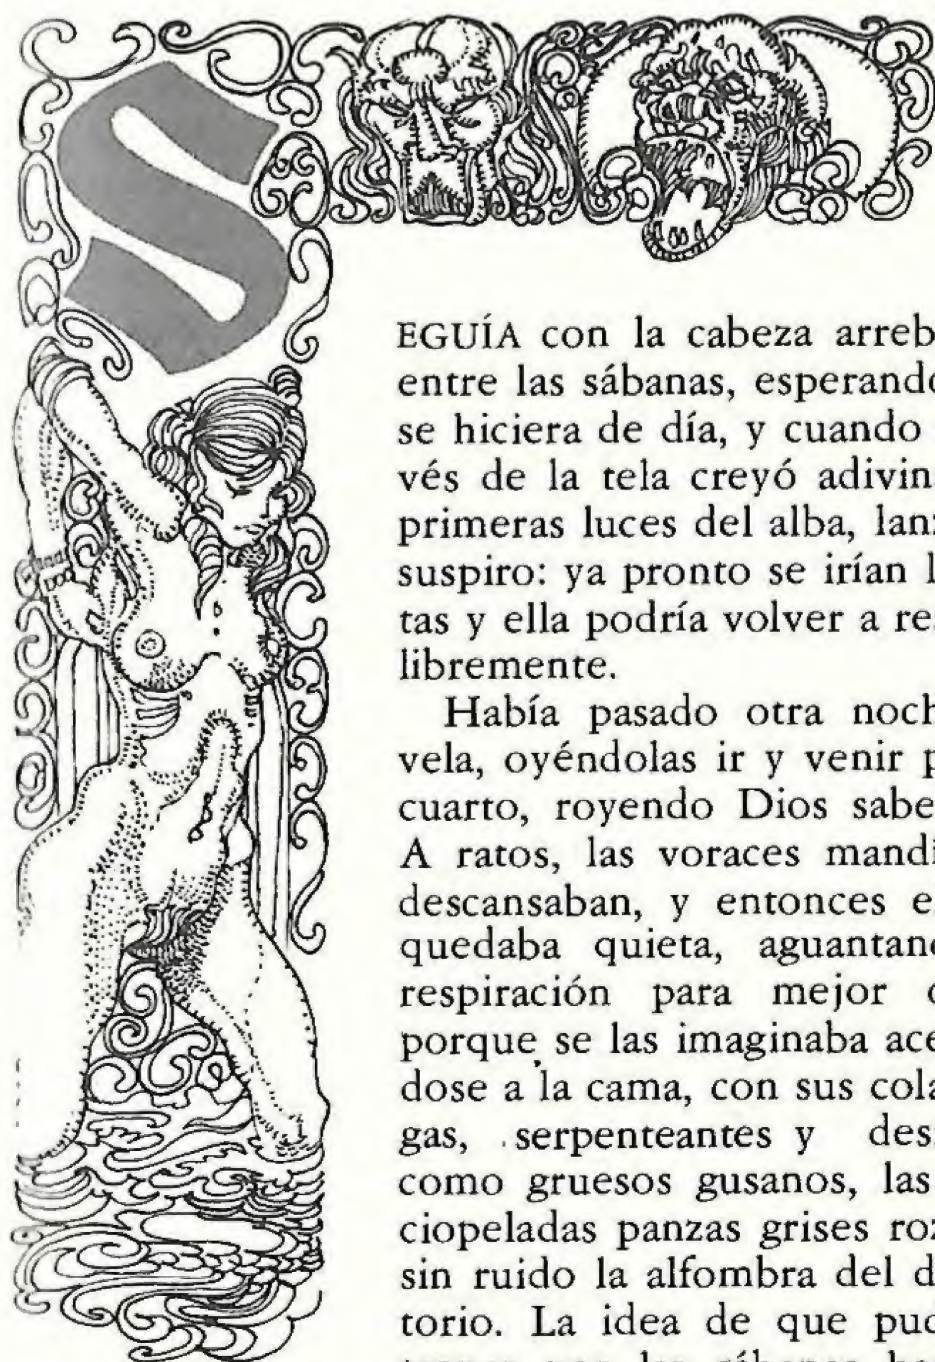 S
EGUÍA con la cabeza arreb
entre las sábanas, esperando
se hiciera de día, y cuando
vés de la tela creyó adivin
primeras luces del alba, lan
suspiro: ya pronto se irían l
tas y ella podría volver a re
libremente.
Había pasado otra noch
vela, oyéndolas ir y venir p
cuarto, royendo Dios sabe
A ratos, las voraces mandí
descansaban, y entonces e
quedaba quieta, aguantand
respiración para mejor
porque se las imaginaba ace
dose a la cama, con sus cola
gas, serpenteantes y des
como gruesos gusanos, las
ciopeladas panzas grises roz
sin ruido la alfombra del d
torio. La idea de que pud